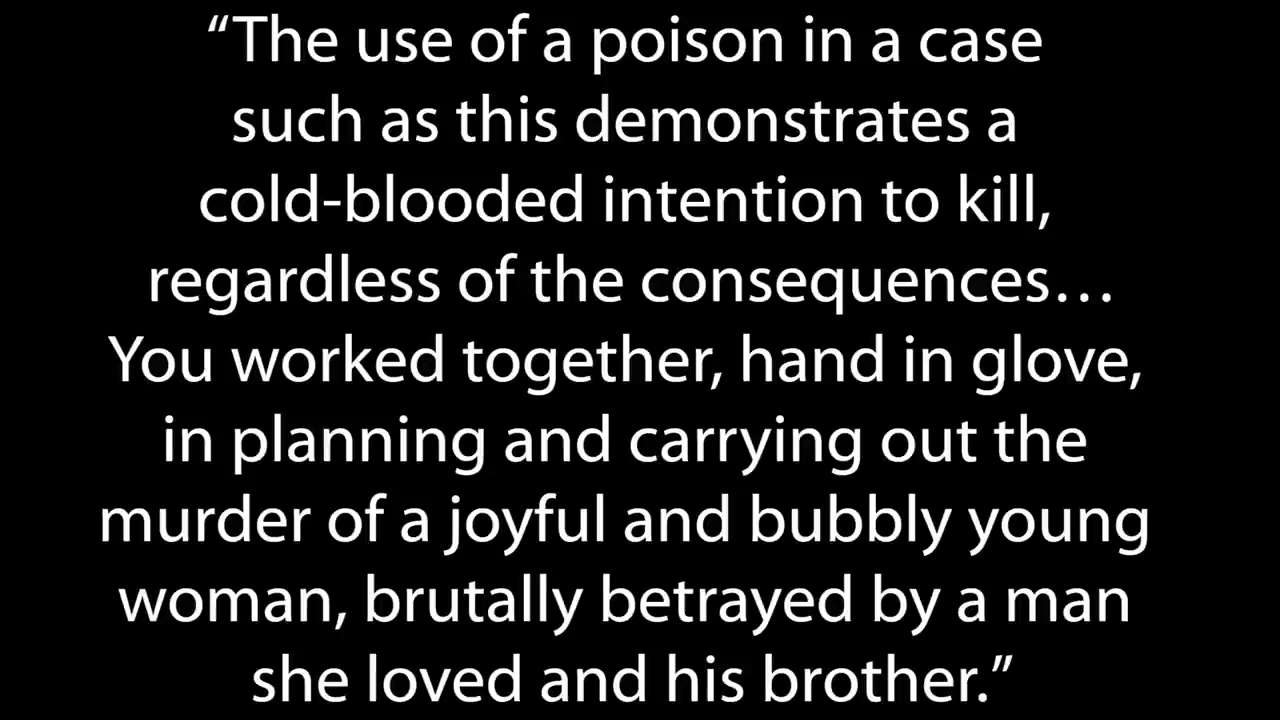 “The use of a poison in a case
such as this demonstrates a
cold-blooded intention to kill,
regardless of the consequences…
You worked together, hand in glove,
in planning and carrying out the
murder of a joyful and bubbly young
woman, brutally betrayed by a man
she loved and his brother.”